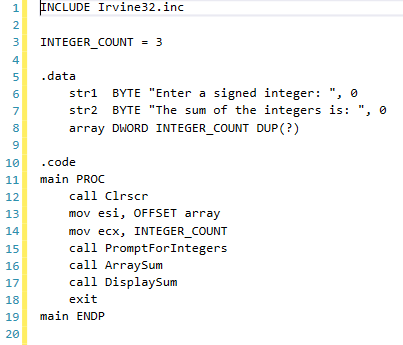 1 INCLUDE Irvine32.inc
2
3 INTEGER_COUNT = 3
4
5 .data
6     str1  BYTE "Enter a signed integer: ", 0
7     str2  BYTE "The sum of the integers is: ", 0
8     array DWORD INTEGER_COUNT DUP(?)
9
10 .code
11 main PROC
12     call Clrscr
13     mov esi, OFFSET array
14     mov ecx, INTEGER_COUNT
15     call PromptForIntegers
16     call ArraySum
17     call DisplaySum
18     exit
19 main ENDP
20